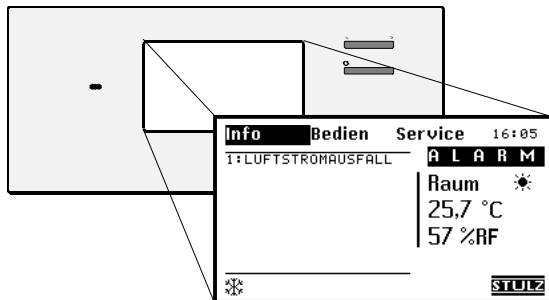 Info Bedien Service 16:05
1:LUFTSTROMAUSFALL
A L A R M
Raum
25,7 °C
57 %RF
STULZ